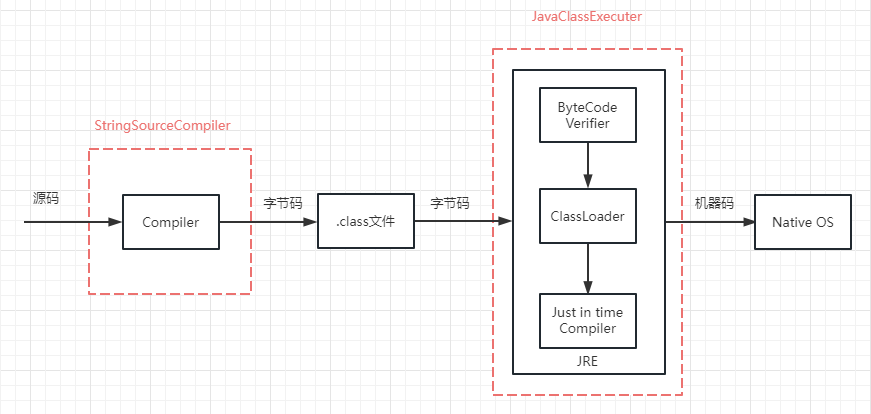 JavaClassExecuter
StringSourceCompiler
源码
Compiler
字节码
.class文件
字节码
ByteCode
Verifier
ClassLoader
Just in time
Compiler
JRE
机器码
Native OS